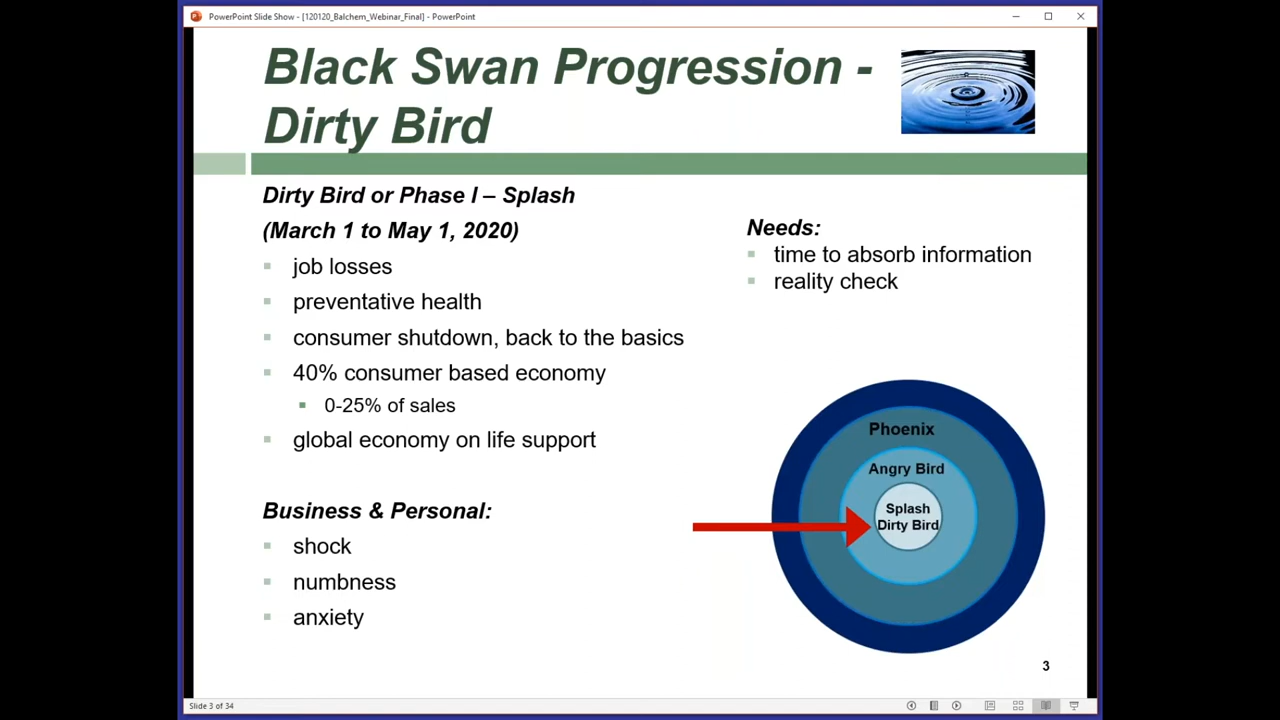 PowerPoint Slide Show - [120120_Balchem_Webinar_Final] - PowerPoint
Black Swan Progression -
Dirty Bird
Dirty Bird or Phase I – Splash
(March 1 to May 1, 2020)
job losses
preventative health
consumer shutdown, back to the basics
40% consumer based economy
0-25% of sales
global economy on life support
Business & Personal:
shock
numbness
anxiety
Needs:
time to absorb information
reality check
Phoenix
Angry Bird
Splash
Dirty Bird
3
Slide 3 of 34